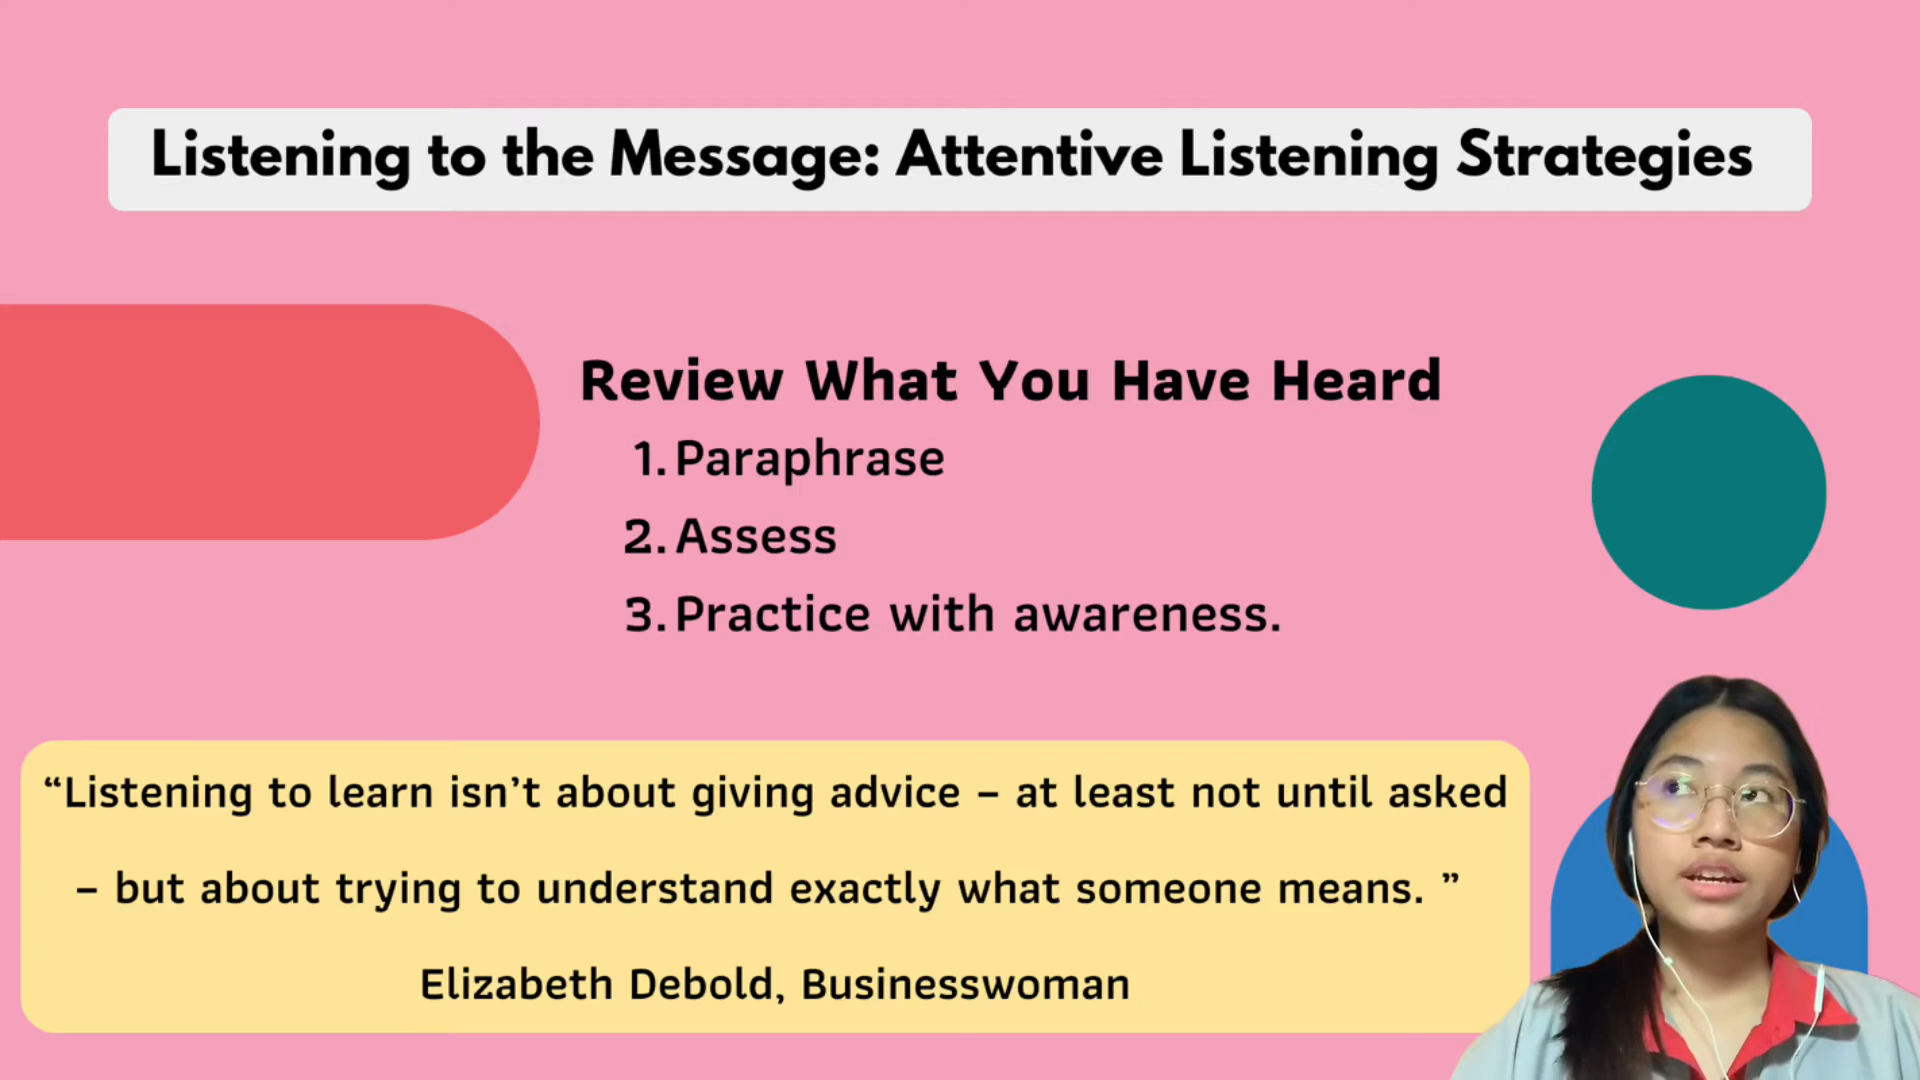 Listening to the Message: Attentive Listening Strategies
Review What You Have Heard
1. Paraphrase
2. Assess
3. Practice with awareness.
“Listening to learn isn’t about giving advice – at least not until asked
– but about trying to understand exactly what someone means. ”
Elizabeth Debold, Businesswoman